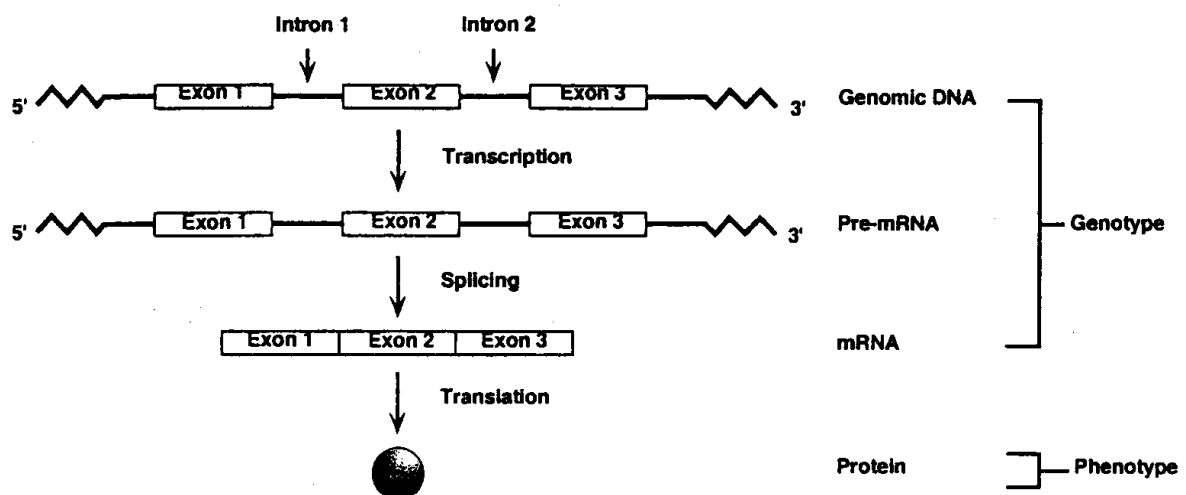 Intron 1 Intron 2
5' Exon 1 Exon 2 Exon 3 3' Genomic DNA
Transcription
5' Exon 1 Exon 2 Exon 3 3' Pre-mRNA Genotype
Splicing
Exon 1 Exon 2 Exon 3 mRNA
Translation
Protein Phenotype